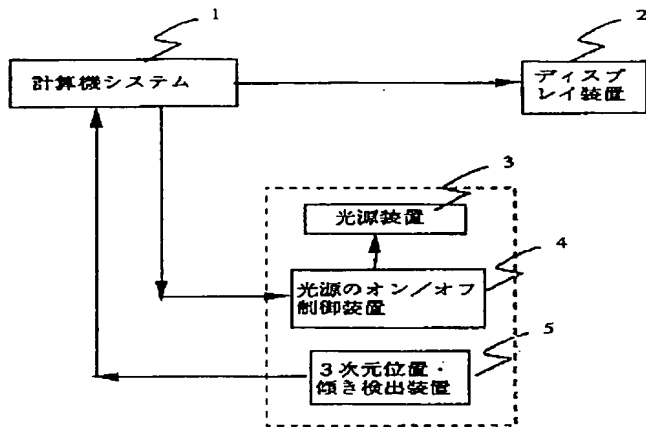 1
計算機システム
2
ディスプ
レイ装置
3
光源装置
4
光源のオン／オフ
制御装置
5
3次元位置・
傾き検出装置